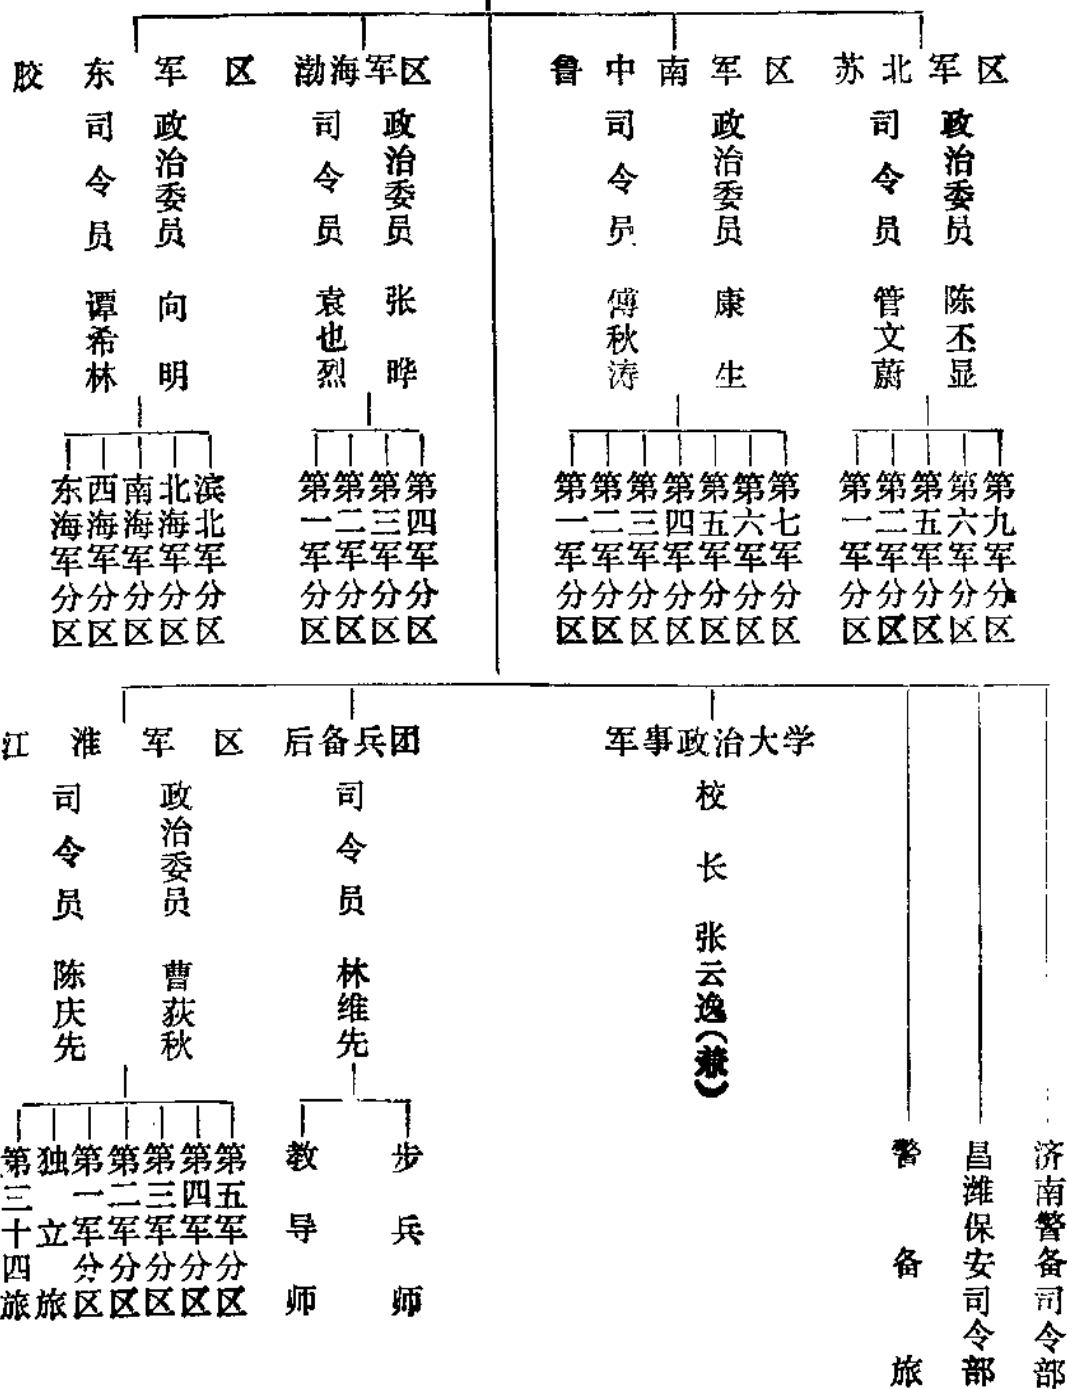 胶东军区
司令员 谭希林
政治委员 向明
东海军分区
西海军分区
南海军分区
北海军分区
滨北军分区
渤海军区
司令员 袁也烈
政治委员 张晔
第一军分区
第二军分区
第三军分区
第四军分区
鲁中南军区
司令员 傅秋涛
政治委员 康生
第一军分区
第二军分区
第三军分区
第四军分区
第五军分区
第六军分区
第七军分区
苏北军区
司令员 管文蔚
政治委员 陈丕显
第一军分区
第二军分区
第五军分区
第六军分区
第九军分区
江淮军区
司令员 陈庆先
政治委员 曹荻秋
第三十四旅
独立旅
第一军分区
第二军分区
第三军分区
第四军分区
第五军分区
后备兵团
司令员 林维先
教导师
步兵师
军事政治大学
校长 张云逸(兼)
警备旅
昌潍保安司令部
济南警备司令部